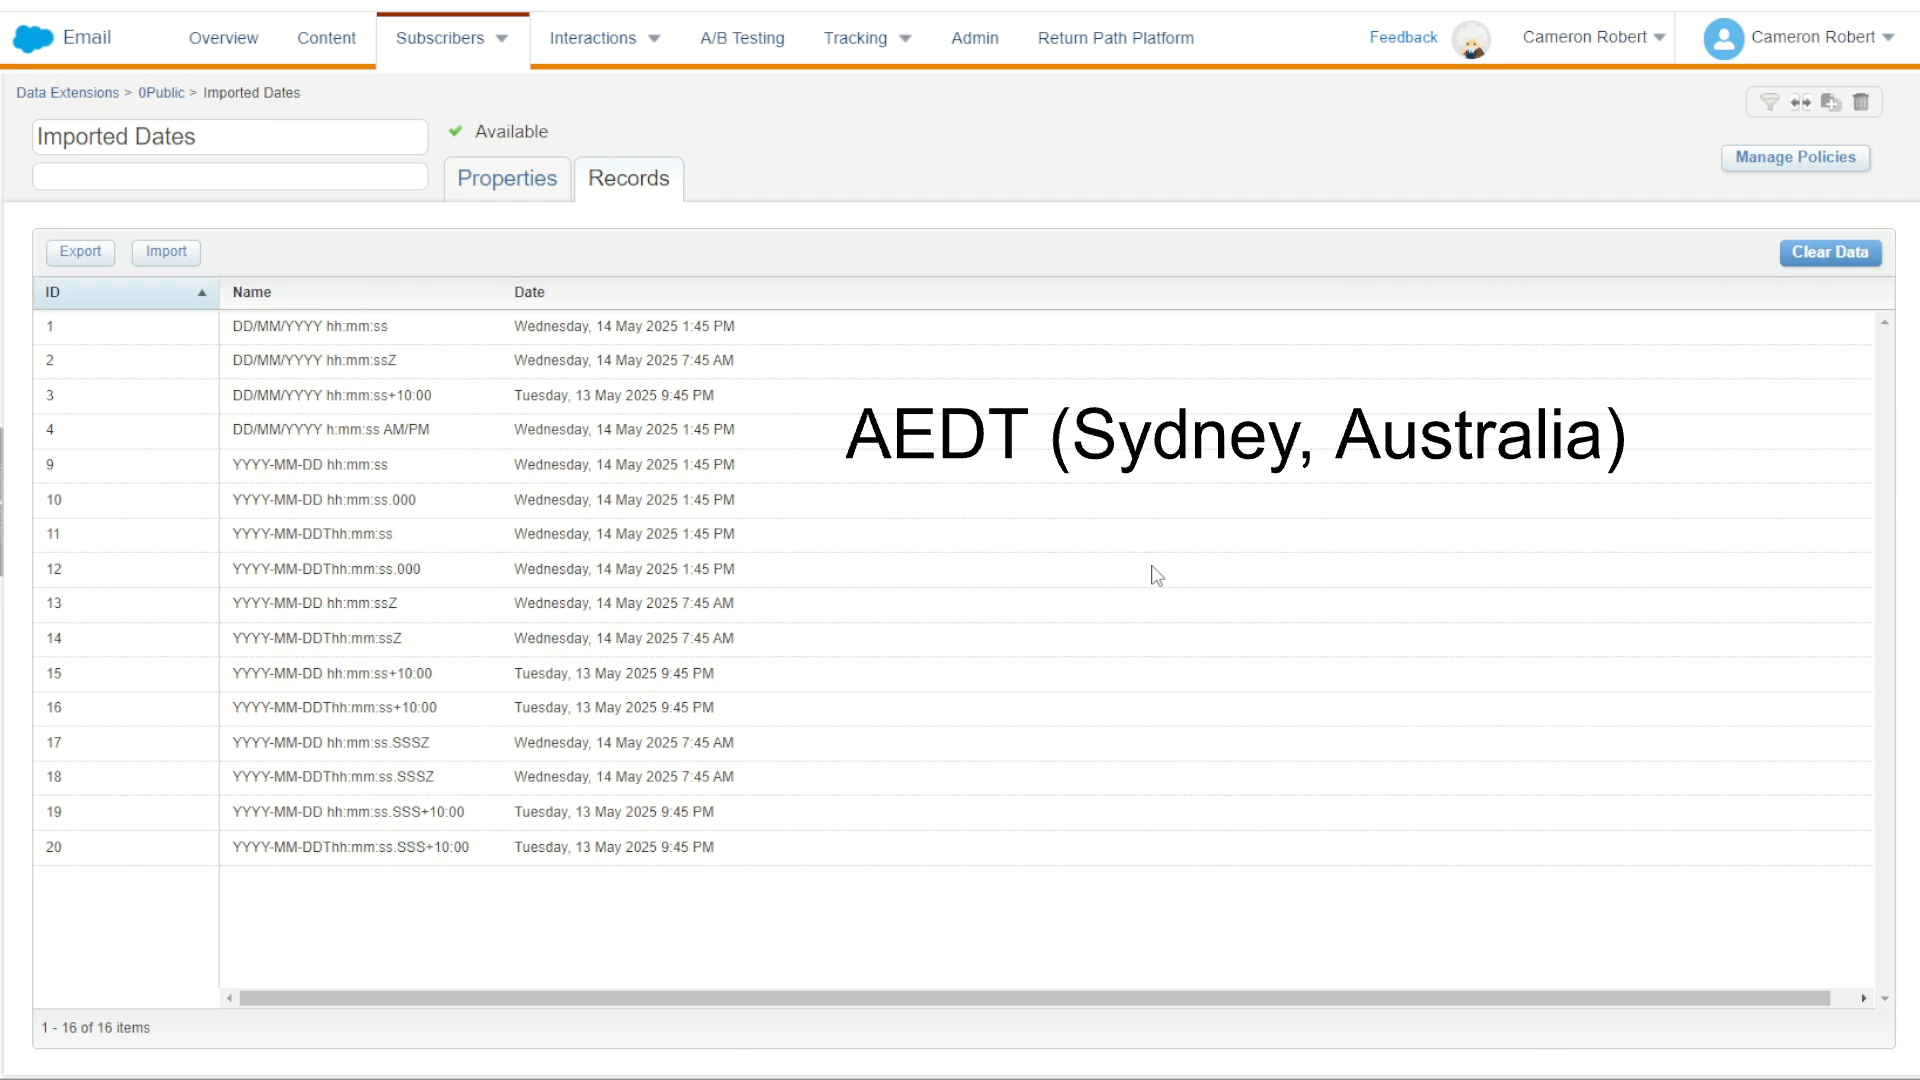 Email Overview Content Subscribers Interactions A/B Testing Tracking Admin Return Path Platform Feedback Cameron Robert Cameron Robert
Data Extensions > 0Public > Imported Dates
Imported Dates
Available
Manage Policies
Properties Records
Export Import Clear Data
ID Name Date
1 DD/MM/YYYY hh:mm:ss Wednesday, 14 May 2025 1:45 PM
2 DD/MM/YYYY hh:mm:ssZ Wednesday, 14 May 2025 7:45 AM
3 DD/MM/YYYY hh:mm:ss+10:00 Tuesday, 13 May 2025 9:45 PM
4 DD/MM/YYYY h:mm:ss AM/PM Wednesday, 14 May 2025 1:45 PM
AEDT (Sydney, Australia)
9 YYYY-MM-DD hh:mm:ss Wednesday, 14 May 2025 1:45 PM
10 YYYY-MM-DD hh:mm:ss.000 Wednesday, 14 May 2025 1:45 PM
11 YYYY-MM-DDThh:mm:ss Wednesday, 14 May 2025 1:45 PM
12 YYYY-MM-DDThh:mm:ss.000 Wednesday, 14 May 2025 1:45 PM
13 YYYY-MM-DD hh:mm:ssZ Wednesday, 14 May 2025 7:45 AM
14 YYYY-MM-DDThh:mm:ssZ Wednesday, 14 May 2025 7:45 AM
15 YYYY-MM-DD hh:mm:ss+10:00 Tuesday, 13 May 2025 9:45 PM
16 YYYY-MM-DDThh:mm:ss+10:00 Tuesday, 13 May 2025 9:45 PM
17 YYYY-MM-DD hh:mm:ss.SSSZ Wednesday, 14 May 2025 7:45 AM
18 YYYY-MM-DDThh:mm:ss.SSSZ Wednesday, 14 May 2025 7:45 AM
19 YYYY-MM-DD hh:mm:ss.SSS+10:00 Tuesday, 13 May 2025 9:45 PM
20 YYYY-MM-DDThh:mm:ss.SSS+10:00 Tuesday, 13 May 2025 9:45 PM
1 - 16 of 16 items